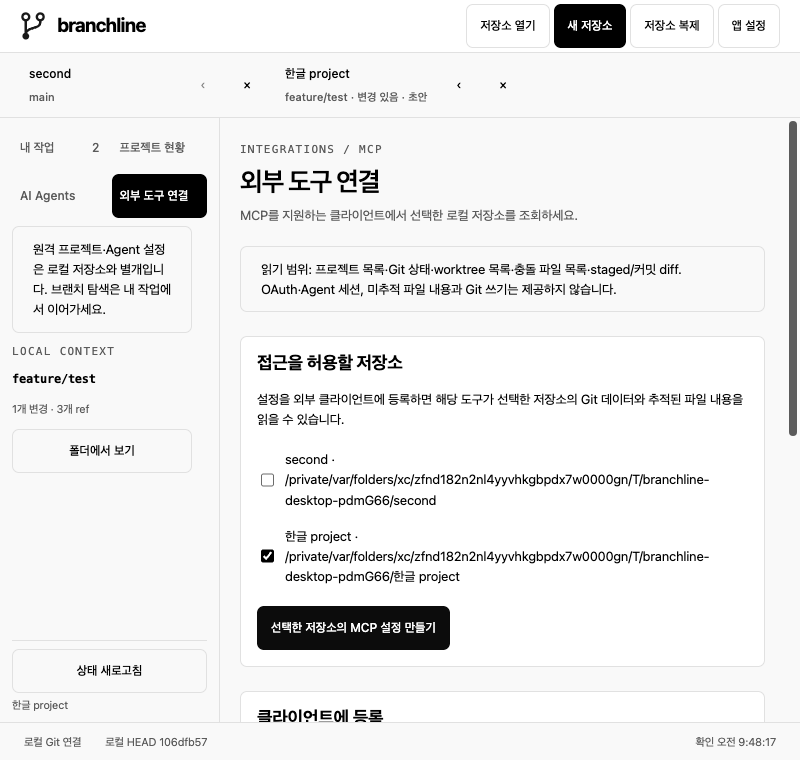 branchline
저장소 열기
새 저장소
저장소 복제
앱 설정
second
main
‹
×
한글 project
feature/test · 변경 있음 · 초안
‹
×
내 작업
2
프로젝트 현황
AI Agents
외부 도구 연결
원격 프로젝트·Agent 설정
은 로컬 저장소와 별개입니
다. 브랜치 탐색은 내 작업에
서 이어가세요.
LOCAL CONTEXT
feature/test
1개 변경 · 3개 ref
폴더에서 보기
상태 새로고침
한글 project
INTEGRATIONS / MCP
외부 도구 연결
MCP를 지원하는 클라이언트에서 선택한 로컬 저장소를 조회하세요.
읽기 범위: 프로젝트 목록·Git 상태·worktree 목록·충돌 파일 목록·staged/커밋 diff.
OAuth·Agent 세션, 미추적 파일 내용과 Git 쓰기는 제공하지 않습니다.
접근을 허용할 저장소
설정을 외부 클라이언트에 등록하면 해당 도구가 선택한 저장소의 Git 데이터와 추적된 파일 내용을
읽을 수 있습니다.
second ·
/private/var/folders/xc/zfnd182n2nl4yyvhkgbpdx7w0000gn/T/branchline-
desktop-pdmG66/second
한글 project ·
/private/var/folders/xc/zfnd182n2nl4yyvhkgbpdx7w0000gn/T/branchline-
desktop-pdmG66/한글 project
선택한 저장소의 MCP 설정 만들기
클라이언트에 등록
로컬 Git 연결
로컬 HEAD 106dfb57
확인 오전 9:48:17